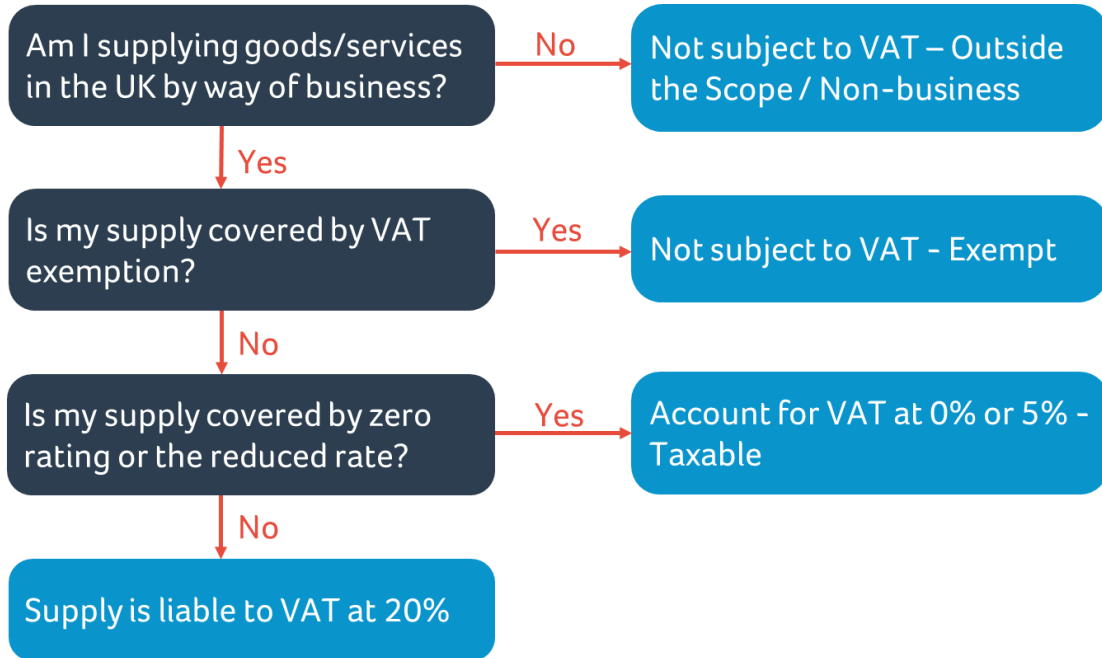 Am I supplying goods/services
in the UK by way of business?
No
Not subject to VAT – Outside
the Scope / Non-business
Yes
Is my supply covered by VAT
exemption?
Yes
Not subject to VAT - Exempt
No
Is my supply covered by zero
rating or the reduced rate?
Yes
Account for VAT at 0% or 5% -
Taxable
No
Supply is liable to VAT at 20%